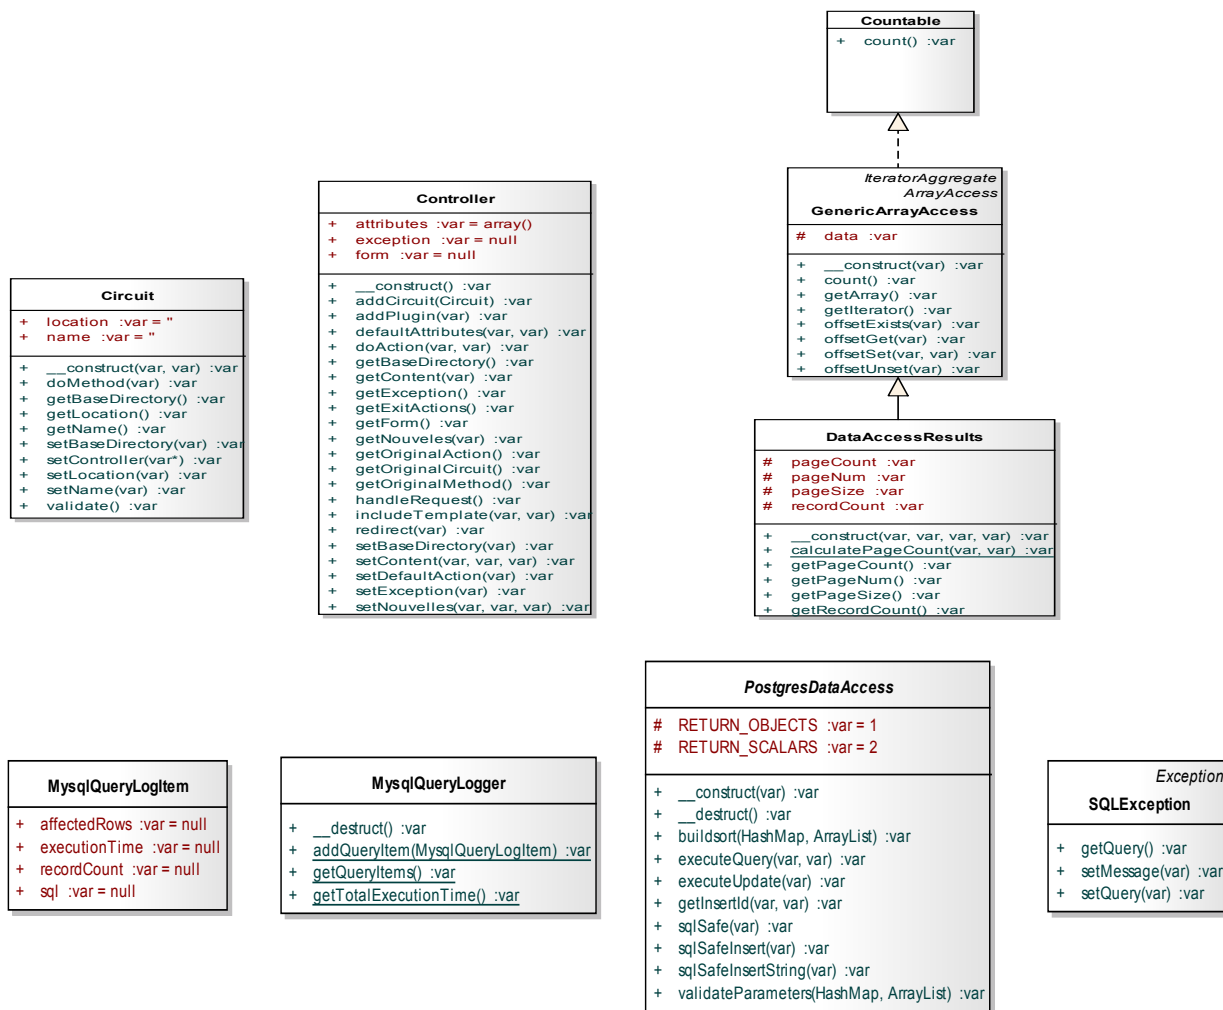 Countable
+ count() :var
IteratorAggregate
ArrayAccess
GenericArrayAccess
# data :var
+ __construct(var) :var
+ count() :var
+ getArray() :var
+ getIterator() :var
+ offsetExists(var) :var
+ offsetGet(var) :var
+ offsetSet(var, var) :var
+ offsetUnset(var) :var
Controller
+ attributes :var = array()
+ exception :var = null
+ form :var = null
+ __construct() :var
+ addCircuit(Circuit) :var
+ addPlugin(var) :var
+ defaultAttributes(var, var) :var
+ doAction(var, var) :var
+ getBaseDirectory() :var
+ getContent(var) :var
+ getException() :var
+ getExitActions() :var
+ getForm() :var
+ getNouveles(var) :var
+ getOriginalAction() :var
+ getOriginalCircuit() :var
+ getOriginalMethod() :var
+ handleRequest() :var
+ includeTemplate(var, var) :var
+ redirect(var) :var
+ setBaseDirectory(var) :var
+ setContent(var, var, var) :var
+ setDefaultAction(var) :var
+ setException(var) :var
+ setNouvelles(var, var, var) :var
Circuit
+ location :var = ''
+ name :var = ''
+ __construct(var, var) :var
+ doMethod(var) :var
+ getBaseDirectory() :var
+ getLocation() :var
+ getName() :var
+ setBaseDirectory(var) :var
+ setController(var*) :var
+ setLocation(var) :var
+ setName(var) :var
+ validate() :var
DataAccessResults
# pageCount :var
# pageNum :var
# pageSize :var
# recordCount :var
+ __construct(var, var, var, var) :var
+ calculatePageCount(var, var) :var
+ getPageCount() :var
+ getPageNum() :var
+ getPageSize() :var
+ getRecordCount() :var
MysqlQueryLogItem
+ affectedRows :var = null
+ executionTime :var = null
+ recordCount :var = null
+ sql :var = null
MysqlQueryLogger
+ __destruct() :var
+ addQueryItem(MysqlQueryLogItem) :var
+ getQueryItems() :var
+ getTotalExecutionTime() :var
PostgresDataAccess
# RETURN_OBJECTS :var = 1
# RETURN_SCALARS :var = 2
+ __construct(var) :var
+ __destruct() :var
+ buildsort(HashMap, ArrayList) :var
+ executeQuery(var, var) :var
+ executeUpdate(var) :var
+ getInsertId(var, var) :var
+ sqlSafe(var) :var
+ sqlSafeInsert(var) :var
+ sqlSafeInsertString(var) :var
+ validateParameters(HashMap, ArrayList) :var
Exception
SQLException
+ getQuery() :var
+ setMessage(var) :var
+ setQuery(var) :var